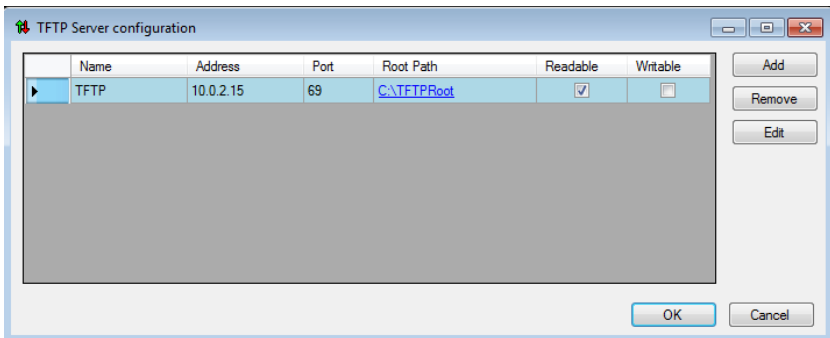 TFTP Server configuration
Name Address Port Root Path Readable Writable
TFTP 10.0.2.15 69 C:\TFTPRoot
Add
Remove
Edit
OK Cancel